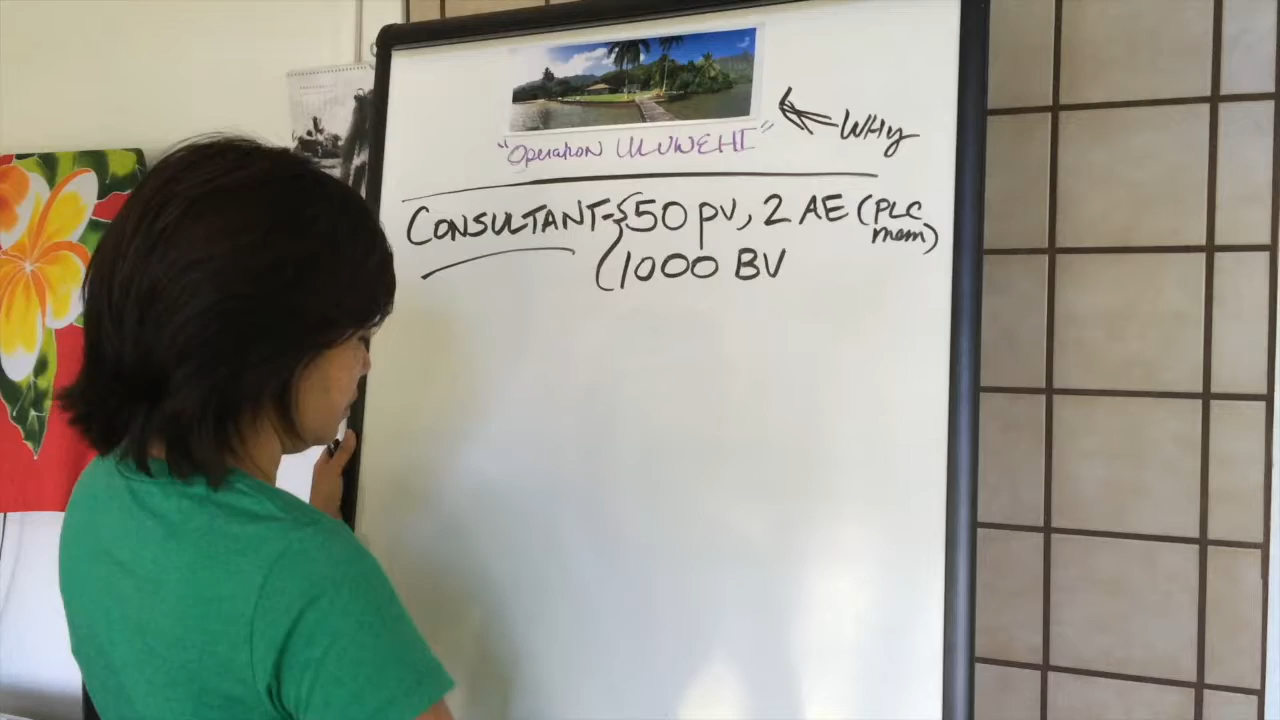 "Operation ULUWEHI"
WHy
CONSULTANT- {50 pv, 2 AE (PLC
mem)
1000 BV